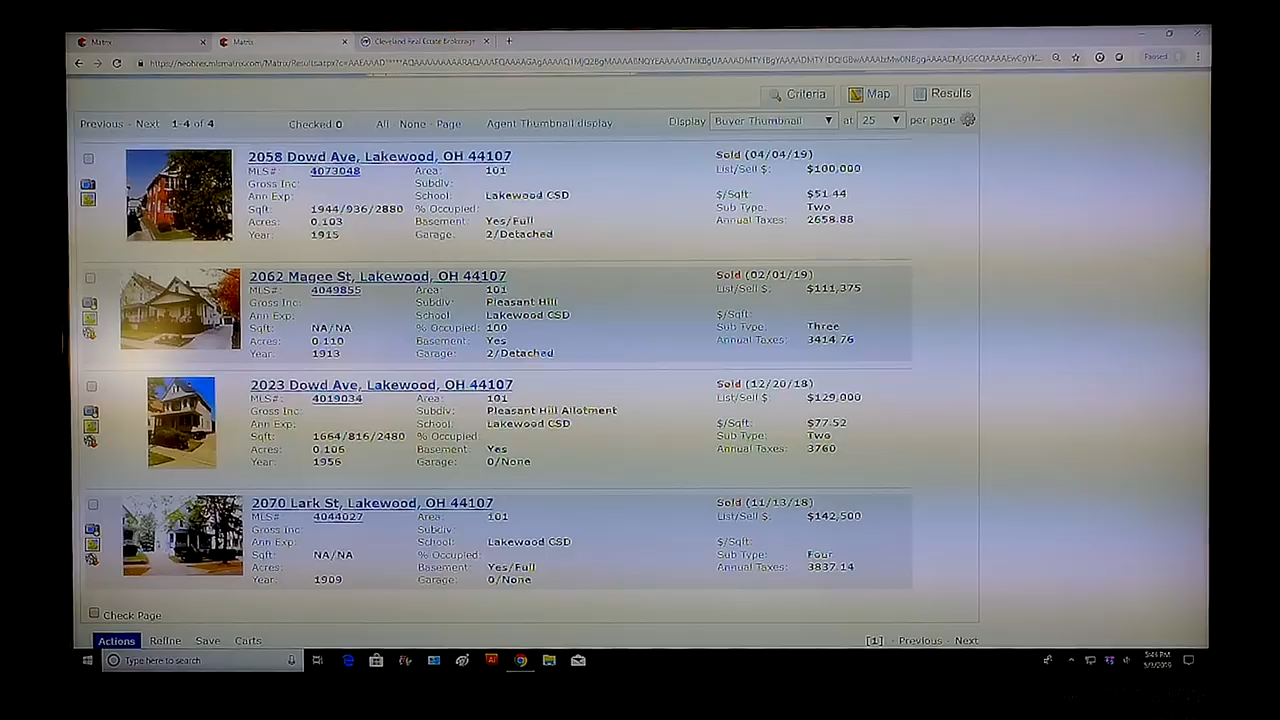 Matrix
Matrix
Cleveland Real Estate Brokerage
Paused
Criteria Map Results
Previous · Next 1-4 of 4 Checked 0 All · None · Page Agent Thumbnail display Display Buyer Thumbnail at 25 per page
2058 Dowd Ave, Lakewood, OH 44107 Sold (04/04/19)
MLS#: 4073048 Area: 101 List/Sell $: $100,000
Gross Inc: Subdiv:
Ann Exp: School: Lakewood CSD $/Sqft: $51.44
Sqft: 1944/936/2880 % Occupied: Sub Type: Two
Acres: 0.103 Basement: Yes/Full Annual Taxes: 2658.88
Year: 1915 Garage: 2/Detached
2062 Magee St, Lakewood, OH 44107 Sold (02/01/19)
MLS#: 4049855 Area: 101 List/Sell $: $111,375
Gross Inc: Subdiv: Pleasant Hill
Ann Exp: School: Lakewood CSD $/Sqft:
Sqft: NA/NA % Occupied: 100 Sub Type: Three
Acres: 0.110 Basement: Yes Annual Taxes: 3414.76
Year: 1913 Garage: 2/Detached
2023 Dowd Ave, Lakewood, OH 44107 Sold (12/20/18)
MLS#: 4019034 Area: 101 List/Sell $: $129,000
Gross Inc: Subdiv: Pleasant Hill Allotment
Ann Exp: School: Lakewood CSD $/Sqft: $77.52
Sqft: 1664/816/2480 % Occupied: Sub Type: Two
Acres: 0.106 Basement: Yes Annual Taxes: 3760
Year: 1956 Garage: 0/None
2070 Lark St, Lakewood, OH 44107 Sold (11/13/18)
MLS#: 4044027 Area: 101 List/Sell $: $142,500
Gross Inc: Subdiv:
Ann Exp: School: Lakewood CSD $/Sqft:
Sqft: NA/NA % Occupied: Sub Type: Four
Acres: Basement: Yes/Full Annual Taxes: 3837.14
Year: 1909 Garage: 0/None
Check Page
Actions Refine Save Carts [1] · Previous · Next
Type here to search
5/3/2019